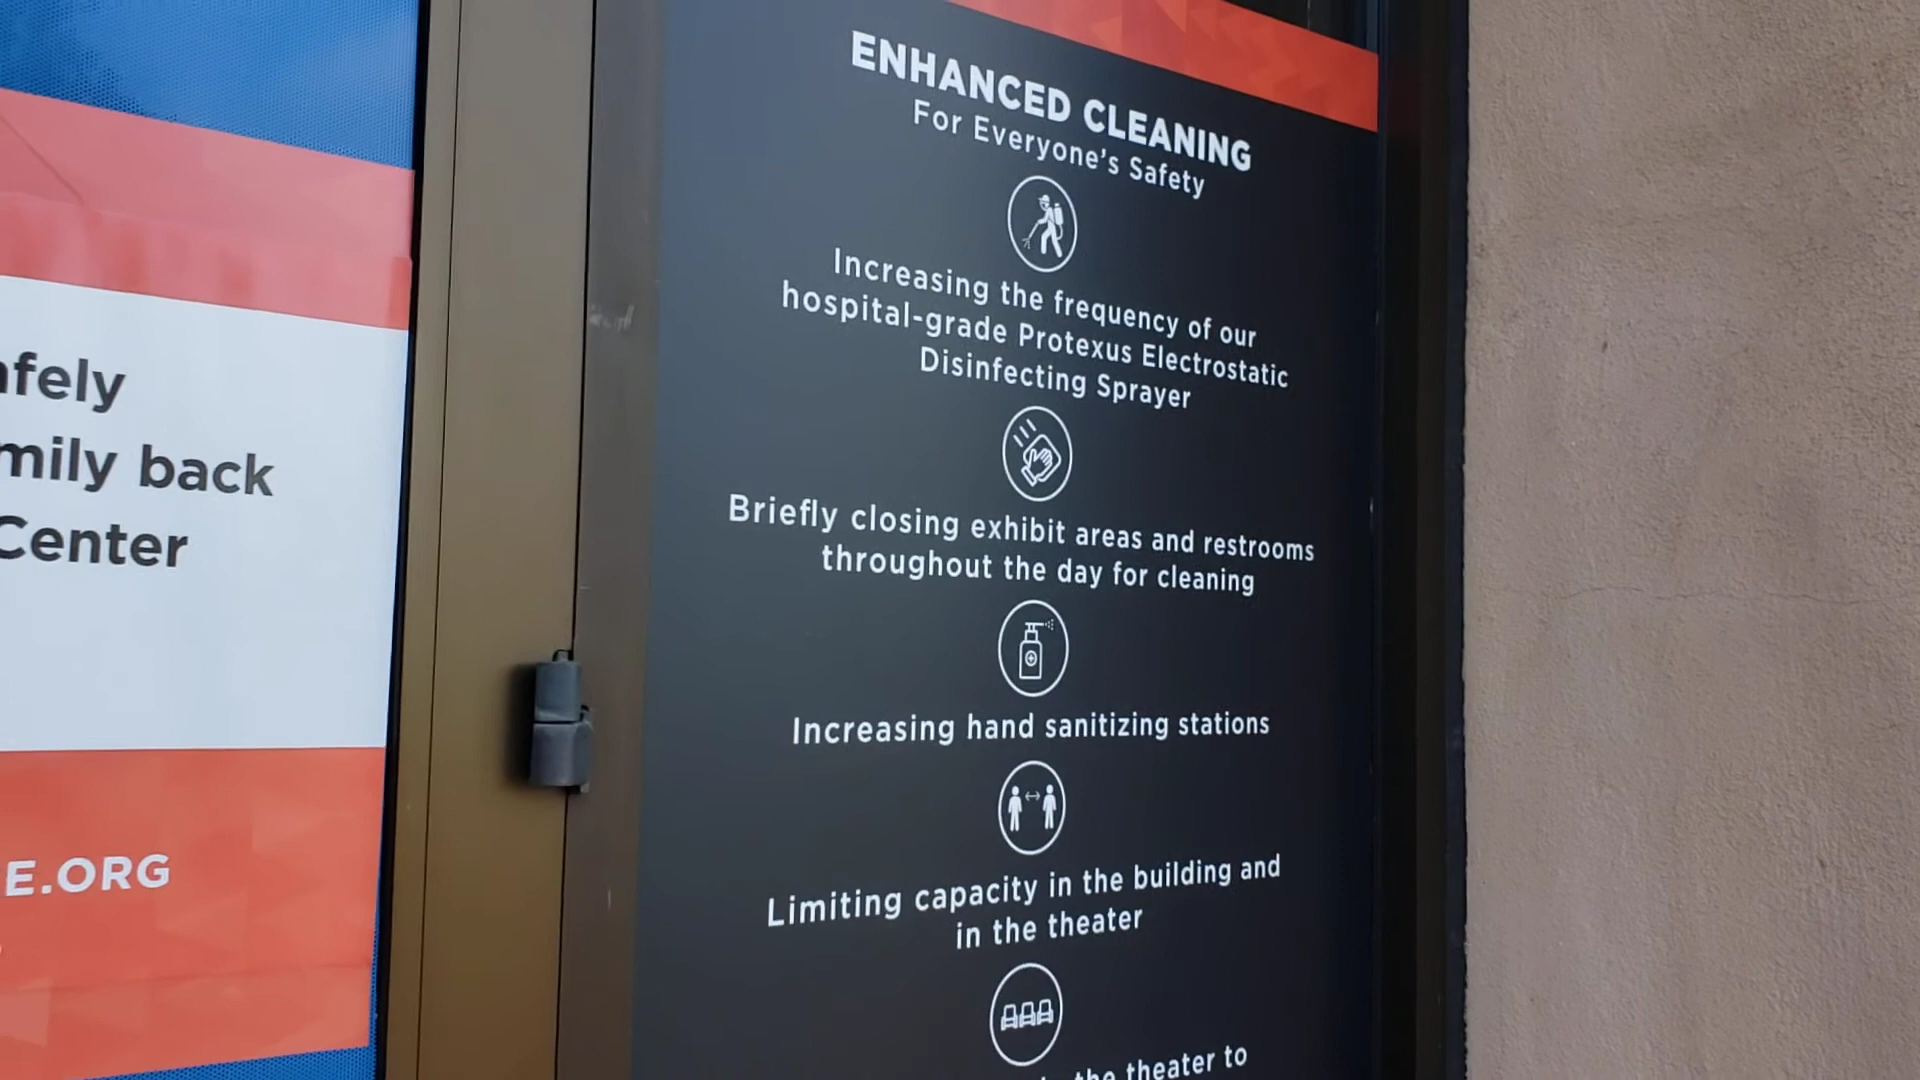 afely
mily back
Center
E.ORG
ENHANCED CLEANING
For Everyone's Safety
Increasing the frequency of our
hospital-grade Protexus Electrostatic
Disinfecting Sprayer
Briefly closing exhibit areas and restrooms
throughout the day for cleaning
Increasing hand sanitizing stations
Limiting capacity in the building and
in the theater
the theater to